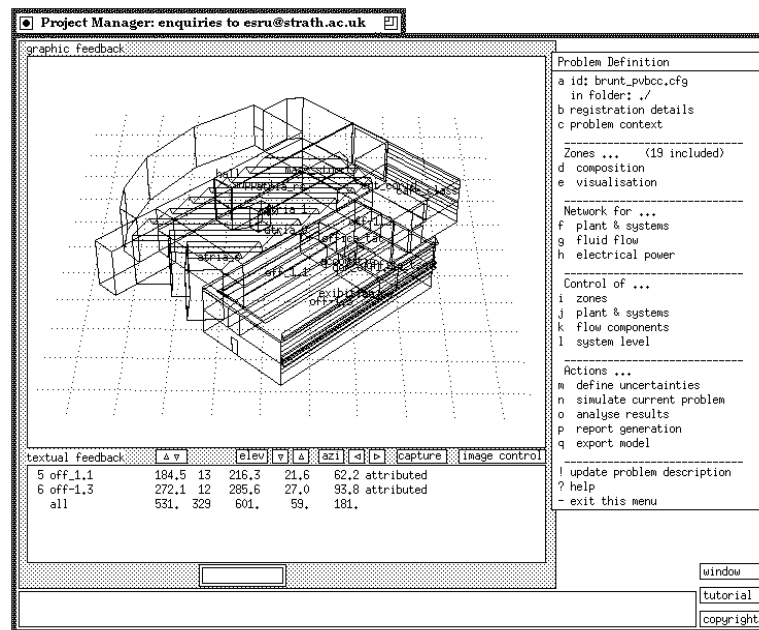 Project Manager: enquiries to esru@strath.ac.uk
graphic feedback
hall
atria_1
atria_
off_1.1
exibition
off-1.2
textual feedback
elev
azi
capture
image control
5 off_1.1 184.5 13 216.3 21.6 62.2 attributed
6 off-1.3 272.1 12 285.6 27.0 93.8 attributed
all 531. 329 601. 59. 181.
Problem Definition
a id: brunt_pvbcc.cfg
in folder: ./
b registration details
c problem context
Zones ... (19 included)
d composition
e visualisation
Network for ...
f plant & systems
g fluid flow
h electrical power
Control of ...
i zones
j plant & systems
k flow components
l system level
Actions ...
m define uncertainties
n simulate current problem
o analyse results
p report generation
q export model
! update problem description
? help
- exit this menu
window
tutorial
copyright